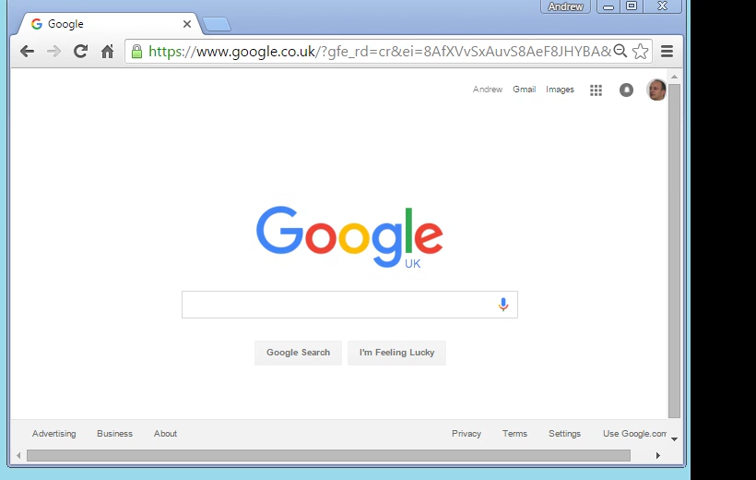 Andrew
Google
https://www.google.co.uk/?gfe_rd=cr&ei=8AfXVvSxAuvS8AeF8JHYBA&
Andrew Gmail Images
Google
UK
Google Search I'm Feeling Lucky
Advertising Business About Privacy Terms Settings Use Google.com